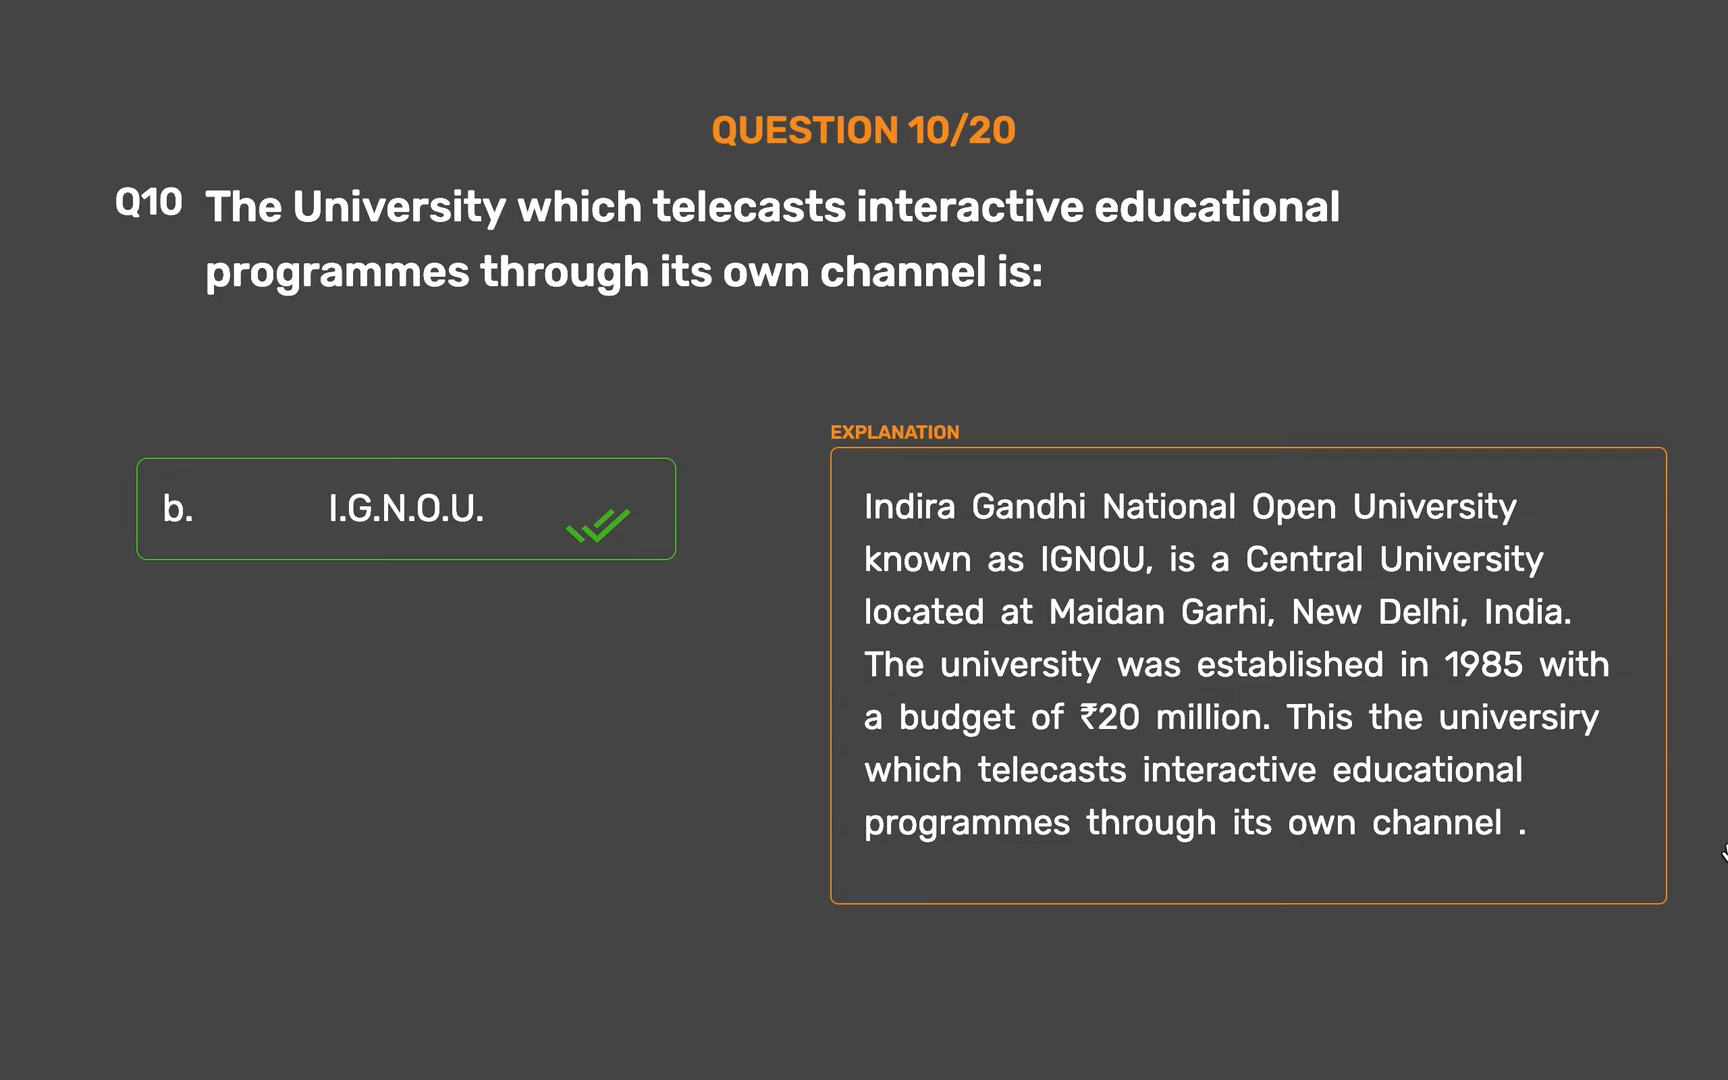 QUESTION 10/20
Q10 The University which telecasts interactive educational
programmes through its own channel is:
b. I.G.N.O.U.
EXPLANATION
Indira Gandhi National Open University
known as IGNOU, is a Central University
located at Maidan Garhi, New Delhi, India.
The university was established in 1985 with
a budget of ₹20 million. This the universiry
which telecasts interactive educational
programmes through its own channel .